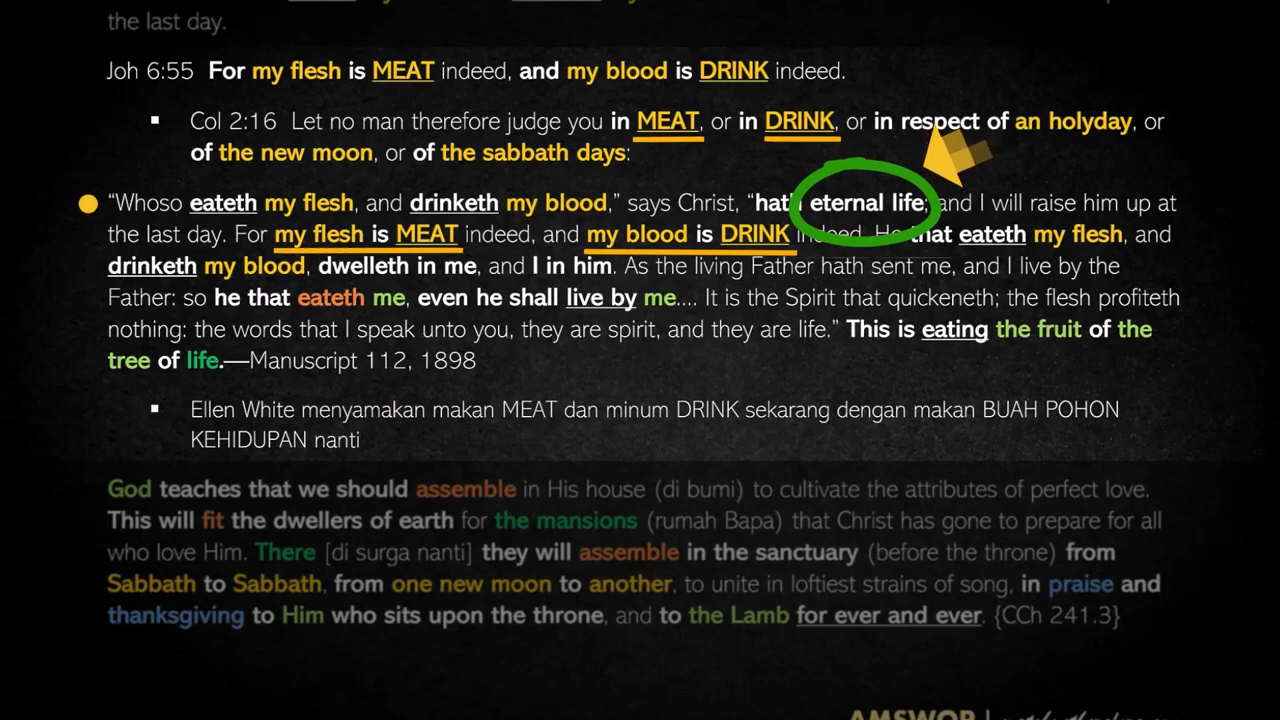 the last day.
Joh 6:55 For my flesh is MEAT indeed, and my blood is DRINK indeed.
▪ Col 2:16 Let no man therefore judge you in MEAT, or in DRINK, or in respect of an holyday, or
of the new moon, or of the sabbath days:
“Whoso eateth my flesh, and drinketh my blood,” says Christ, “hath eternal life; and I will raise him up at
the last day. For my flesh is MEAT indeed, and my blood is DRINK indeed. He that eateth my flesh, and
drinketh my blood, dwelleth in me, and I in him. As the living Father hath sent me, and I live by the
Father: so he that eateth me, even he shall live by me.... It is the Spirit that quickeneth; the flesh profiteth
nothing: the words that I speak unto you, they are spirit, and they are life.” This is eating the fruit of the
tree of life.—Manuscript 112, 1898
▪ Ellen White menyamakan makan MEAT dan minum DRINK sekarang dengan makan BUAH POHON
KEHIDUPAN nanti
God teaches that we should assemble in His house (di bumi) to cultivate the attributes of perfect love.
This will fit the dwellers of earth for the mansions (rumah Bapa) that Christ has gone to prepare for all
who love Him. There [di surga nanti] they will assemble in the sanctuary (before the throne) from
Sabbath to Sabbath, from one new moon to another, to unite in loftiest strains of song, in praise and
thanksgiving to Him who sits upon the throne, and to the Lamb for ever and ever. {CCh 241.3}
AMSWOR